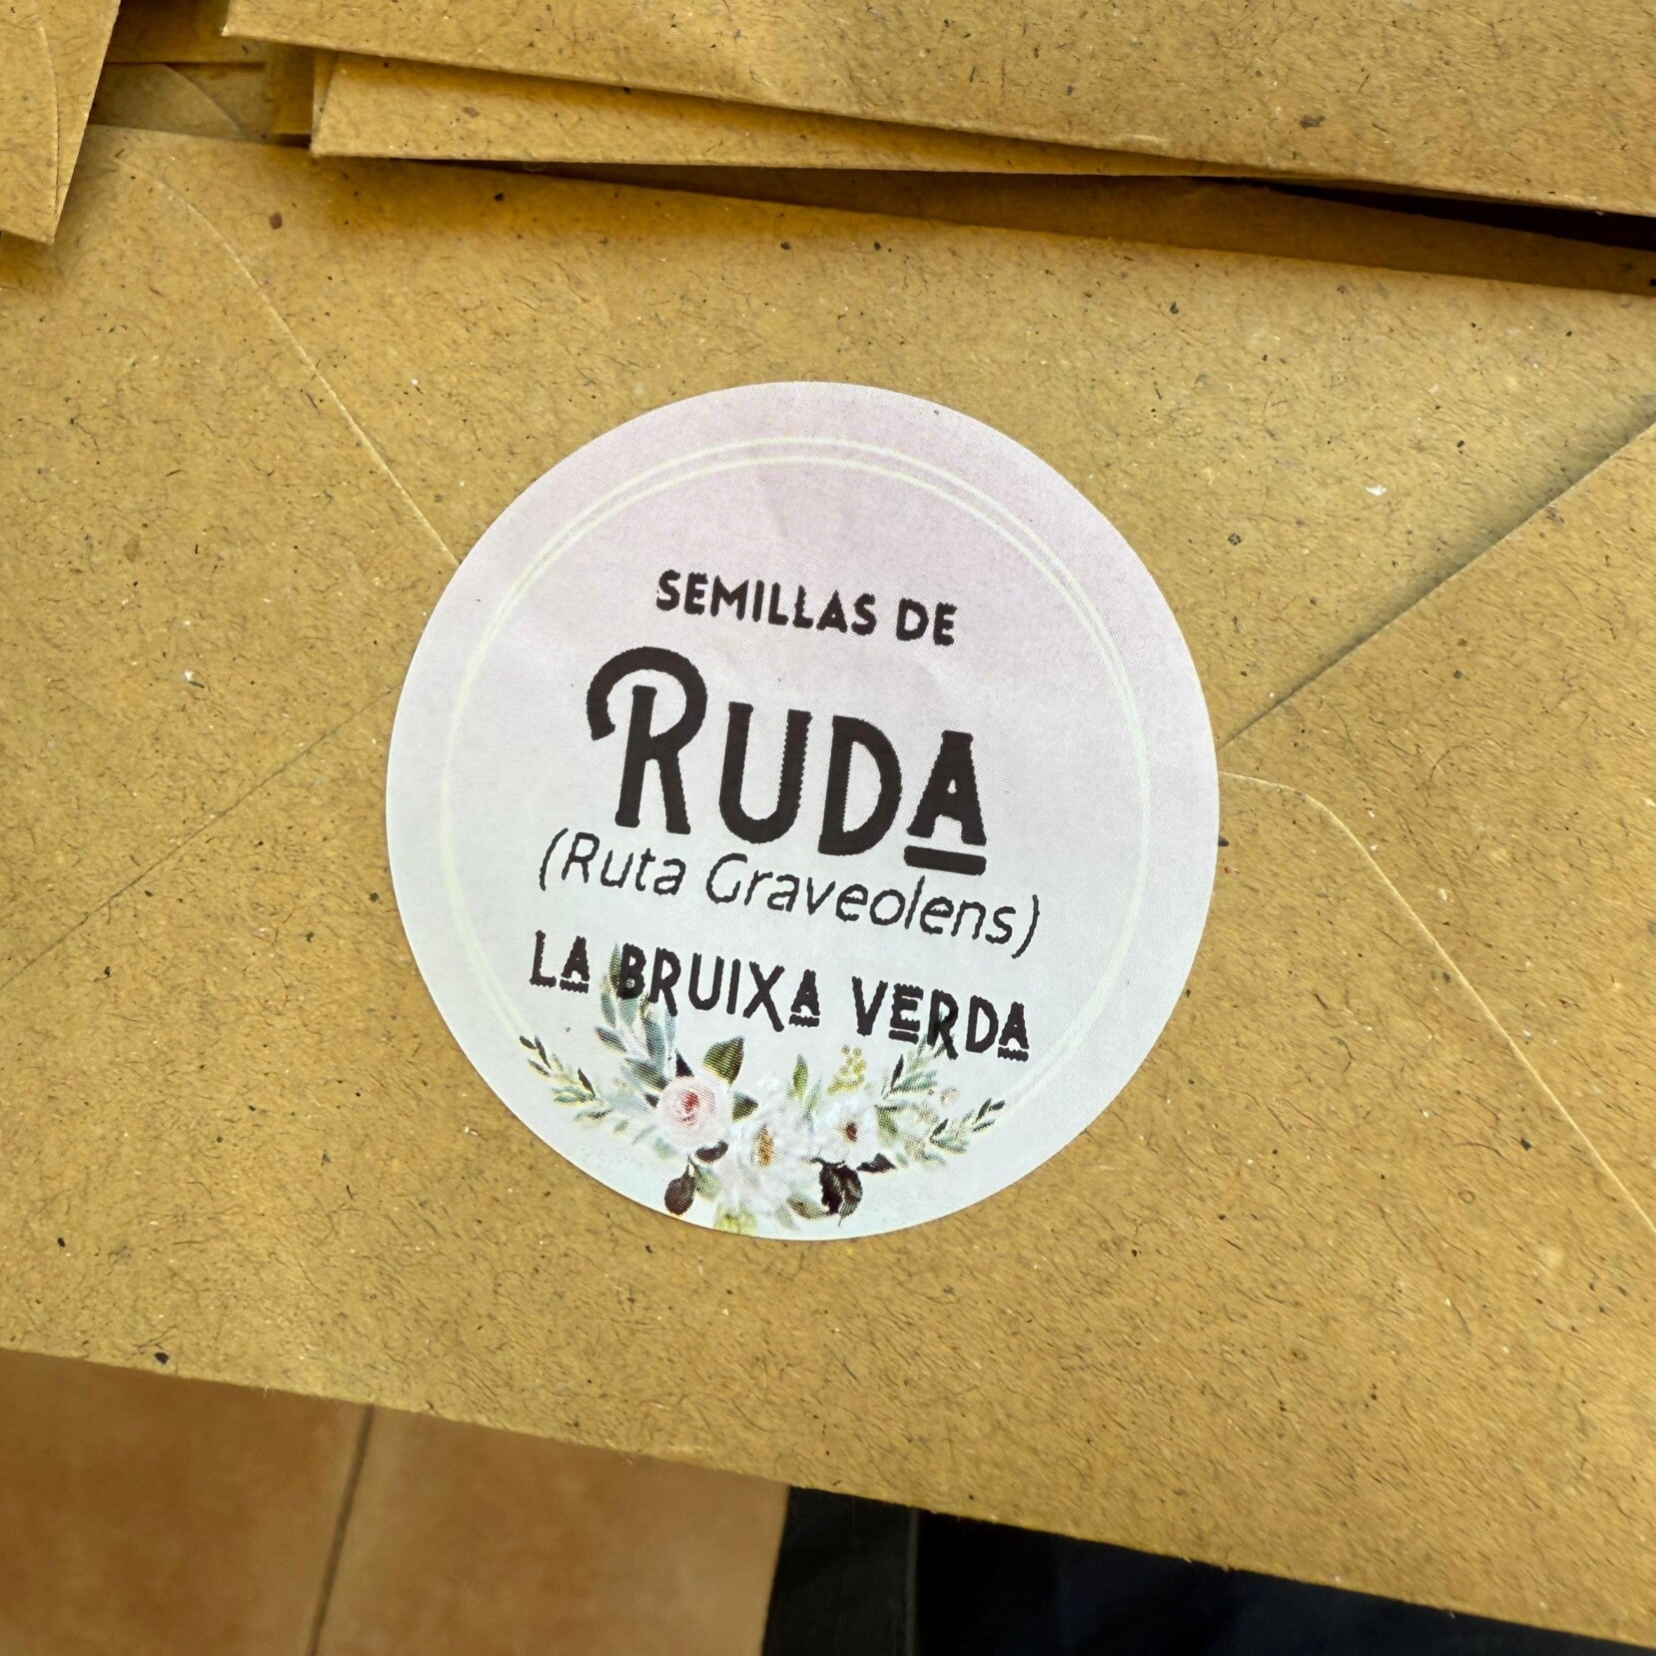 SEMILLAS DE
RUDA
(Ruta Graveolens)
LA BRUIXA VERDA